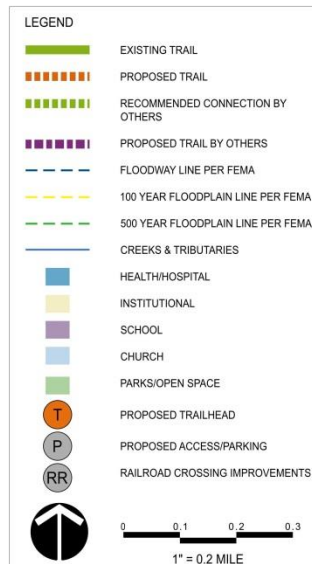 LEGEND
EXISTING TRAIL
PROPOSED TRAIL
RECOMMENDED CONNECTION BY
OTHERS
PROPOSED TRAIL BY OTHERS
FLOODWAY LINE PER FEMA
100 YEAR FLOODPLAIN LINE PER FEMA
500 YEAR FLOODPLAIN LINE PER FEMA
CREEKS & TRIBUTARIES
HEALTH/HOSPITAL
INSTITUTIONAL
SCHOOL
CHURCH
PARKS/OPEN SPACE
T PROPOSED TRAILHEAD
P PROPOSED ACCESS/PARKING
RR RAILROAD CROSSING IMPROVEMENTS
0 0.1 0.2 0.3
1" = 0.2 MILE